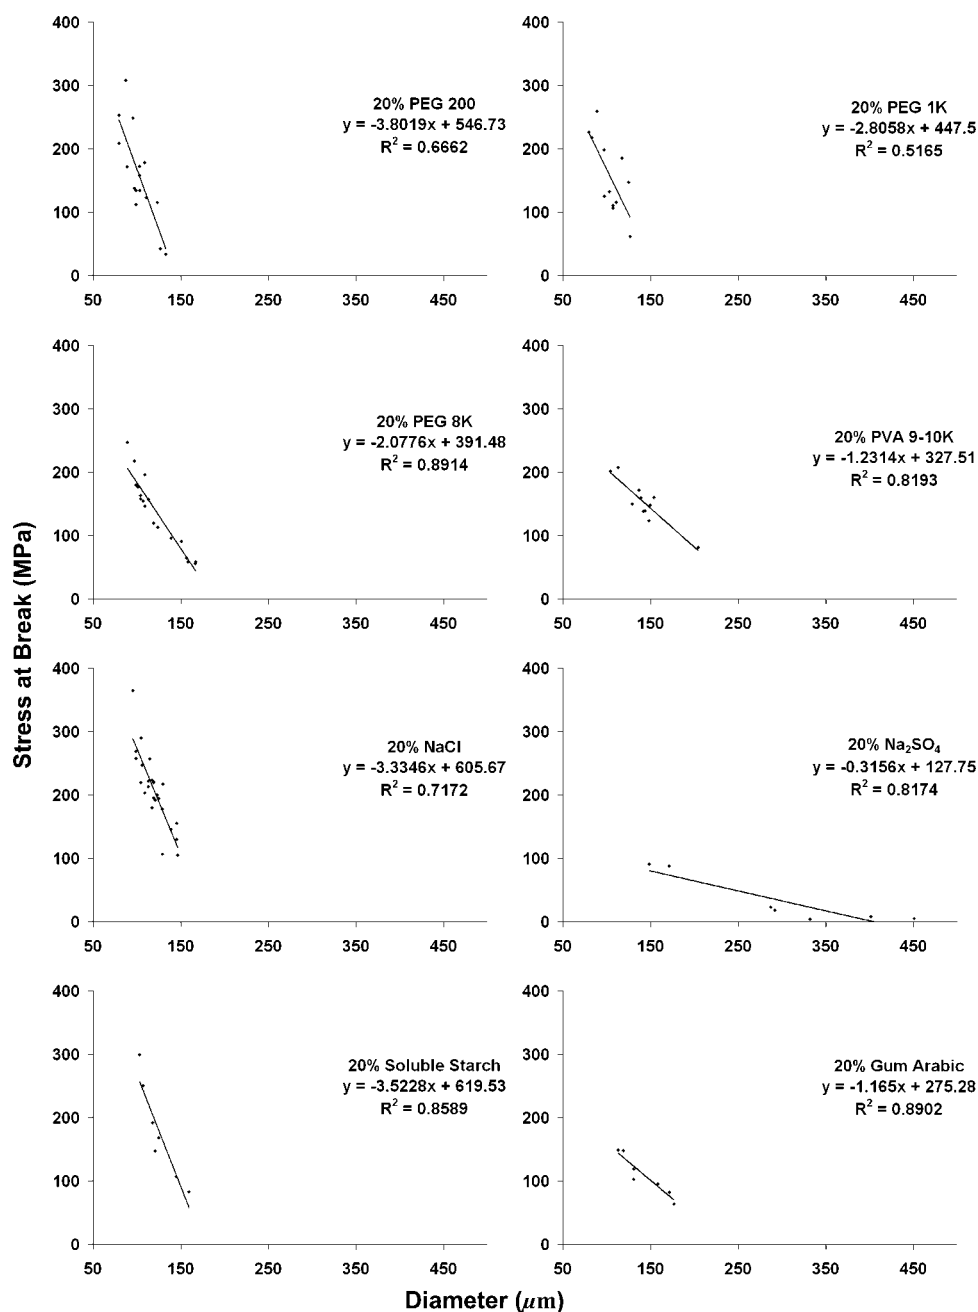 400
300
200
100
0
50 150 250 350 450
20% PEG 200
y = -3.8019x + 546.73
R² = 0.6662
400
300
200
100
0
50 150 250 350 450
20% PEG 1K
y = -2.8058x + 447.5
R² = 0.5165
400
300
200
100
0
50 150 250 350 450
20% PEG 8K
y = -2.0776x + 391.48
R² = 0.8914
400
300
200
100
0
50 150 250 350 450
20% PVA 9-10K
y = -1.2314x + 327.51
R² = 0.8193
Stress at Break (MPa)
400
300
200
100
0
50 150 250 350 450
20% NaCl
y = -3.3346x + 605.67
R² = 0.7172
400
300
200
100
0
50 150 250 350 450
20% Na₂SO₄
y = -0.3156x + 127.75
R² = 0.8174
400
300
200
100
0
50 150 250 350 450
20% Soluble Starch
y = -3.5228x + 619.53
R² = 0.8589
400
300
200
100
0
50 150 250 350 450
20% Gum Arabic
y = -1.165x + 275.28
R² = 0.8902
Diameter (µm)